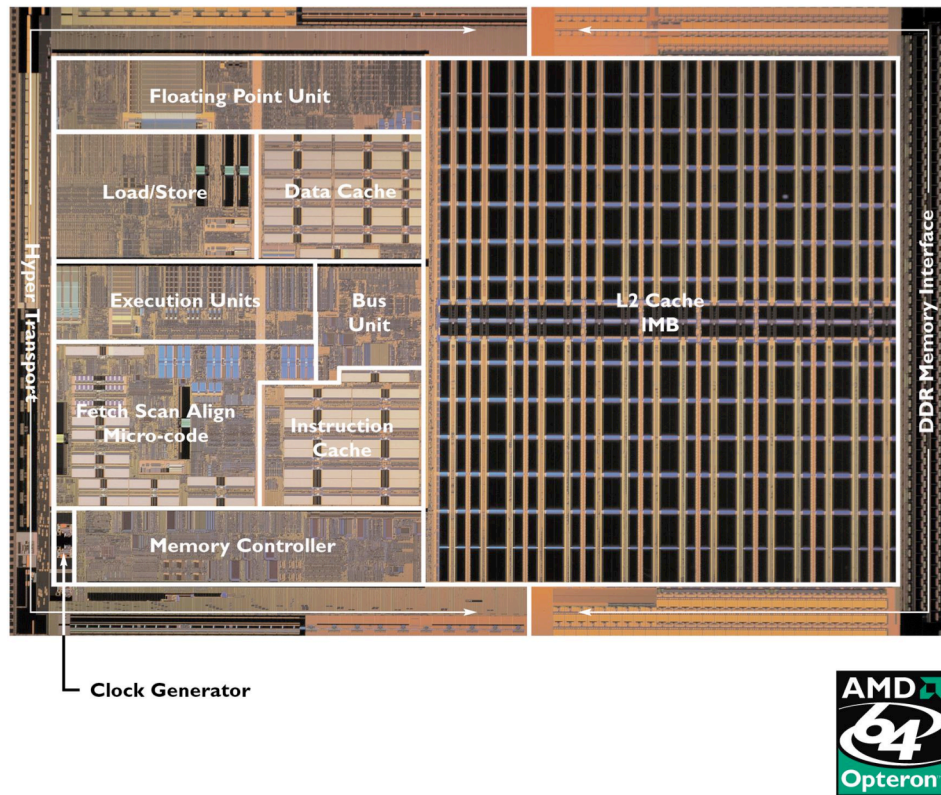 Floating Point Unit
Load/Store
Data Cache
Hyper Transport
Execution Units
Bus
Unit
L2 Cache
IMB
DDR Memory Interface
Fetch Scan Align
Micro-code
Instruction
Cache
Memory Controller
Clock Generator
AMD
64
Opteron